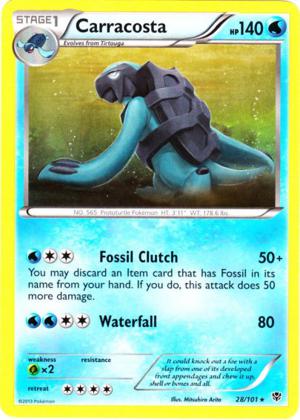 STAGE1 Carracosta HP140
Evolves from Tirtouga
NO. 565 Prototurtle Pokémon HT. 3'11" WT. 178.6 lbs.
Fossil Clutch 50+
You may discard an Item card that has Fossil in its
name from your hand. If you do, this attack does 50
more damage.
Waterfall 80
weakness resistance
×2
retreat
It could knock out a foe with a
slap from one of its developed
front appendages and chew it up,
shell or bones and all.
Illus. Mitsuhiro Arita
©2013 Pokémon 28/101 ★